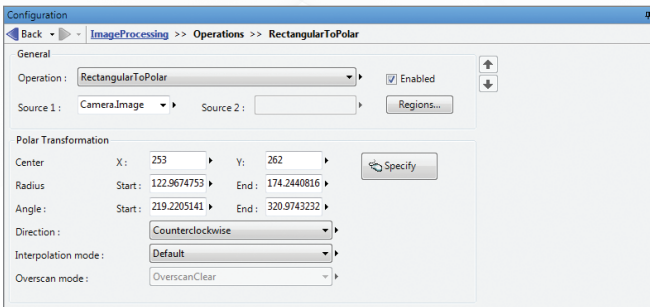 Configuration
Back ImageProcessing >> Operations >> RectangularToPolar
General
Operation : RectangularToPolar Enabled
Source 1 : Camera.Image Source 2 : Regions...
Polar Transformation
Center X : 253 Y: 262 Specify
Radius Start : 122.9674753 End : 174.2440816
Angle : Start : 219.2205141 End : 320.9743232
Direction : Counterclockwise
Interpolation mode : Default
Overscan mode : OverscanClear